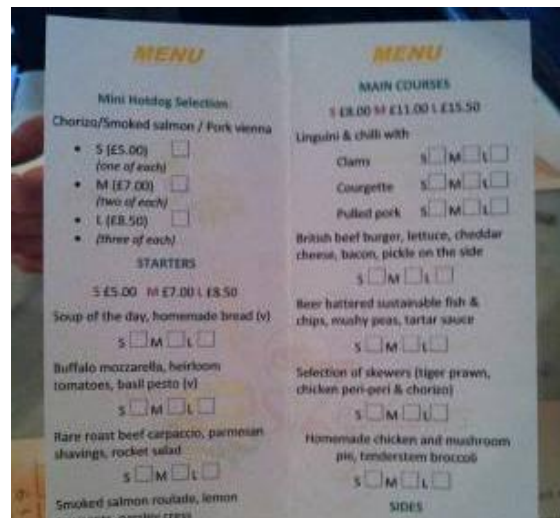 MENU
Mini Hotdog Selection
Chorizo/Smoked salmon / Pork vienna
• S (£5.00)
(one of each)
• M (£7.00)
(two of each)
• L (£8.50)
• (three of each)
STARTERS
S £5.00 M £7.00 L £8.50
Soup of the day, homemade bread (v)
S M L
Buffalo mozzarella, heirloom
tomatoes, basil pesto (v)
S M L
Rare roast beef carpaccio, parmesan
shavings, rocket salad
S M L
Smoked salmon roulade, lemon
MENU
MAIN COURSES
S £8.00 M £11.00 L £15.50
Linguini & chilli with
Clams S M L
Courgette S M L
Pulled pork S M L
British beef burger, lettuce, cheddar
cheese, bacon, pickle on the side
S M L
Beer battered sustainable fish &
chips, mushy peas, tartar sauce
S M L
Selection of skewers (tiger prawn,
chicken peri-peri & chorizo)
S M L
Homemade chicken and mushroom
pie, tenderstem broccoli
S M L
SIDES